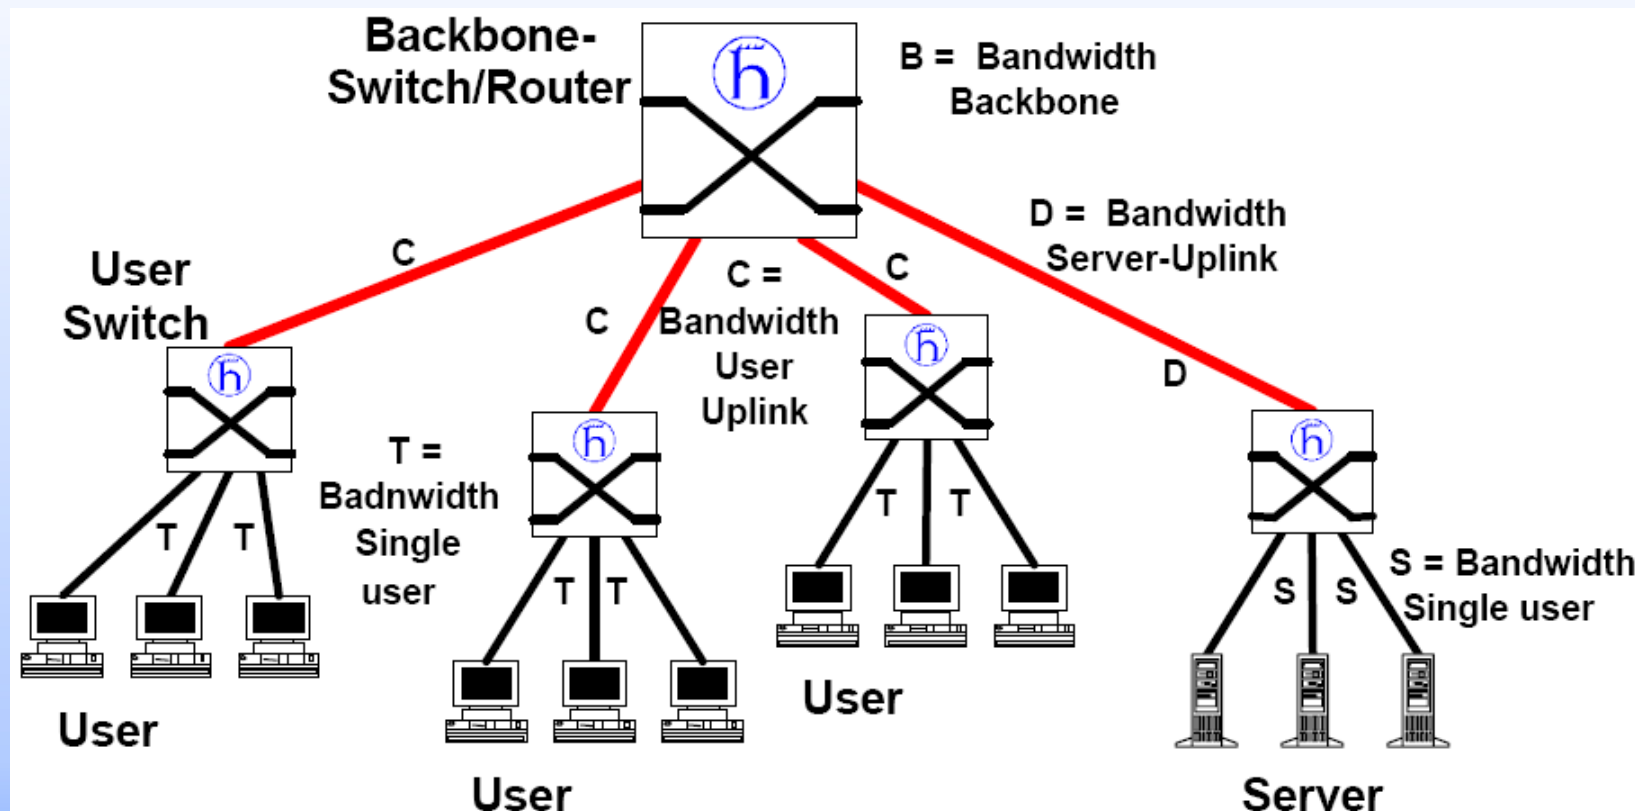 Backbone-
Switch/Router
B = Bandwidth
Backbone
D = Bandwidth
Server-Uplink
C
User
Switch
C
C =
Bandwidth
User
Uplink
C
D
T =
Badnwidth
Single
user
T
T
T
T
T
T
S = Bandwidth
Single user
S
S
User
User
User
Server
ħ
ħ
ħ
ħ
ħ